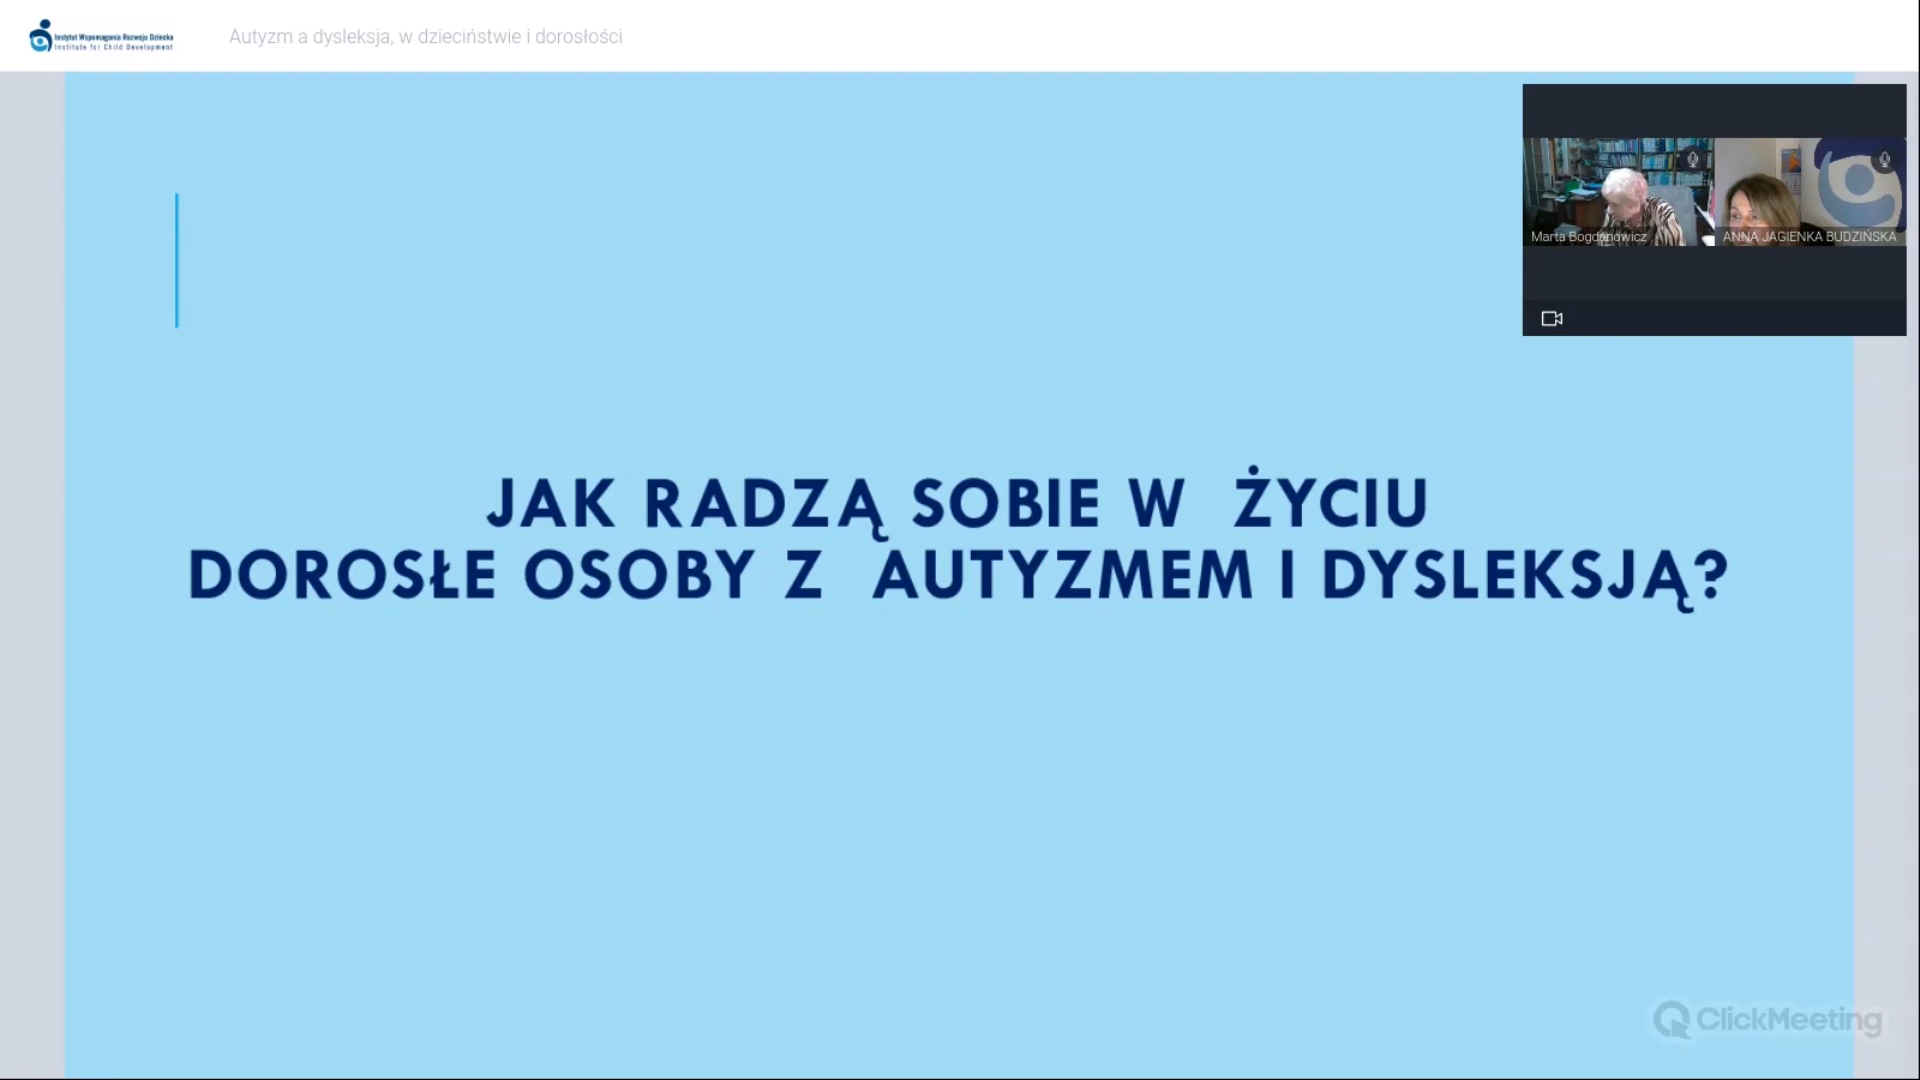 Instytut Wspomagania Rozwoju Dziecka
Institute for Child Development
Autyzm a dysleksja, w dzieciństwie i dorosłości
Marta Bogdanowicz
ANNA JAGIENKA BUDZIŃSKA
JAK RADZĄ SOBIE W ŻYCIU
DOROSŁE OSOBY Z AUTYZMEM I DYSLEKSJĄ?
ClickMeeting